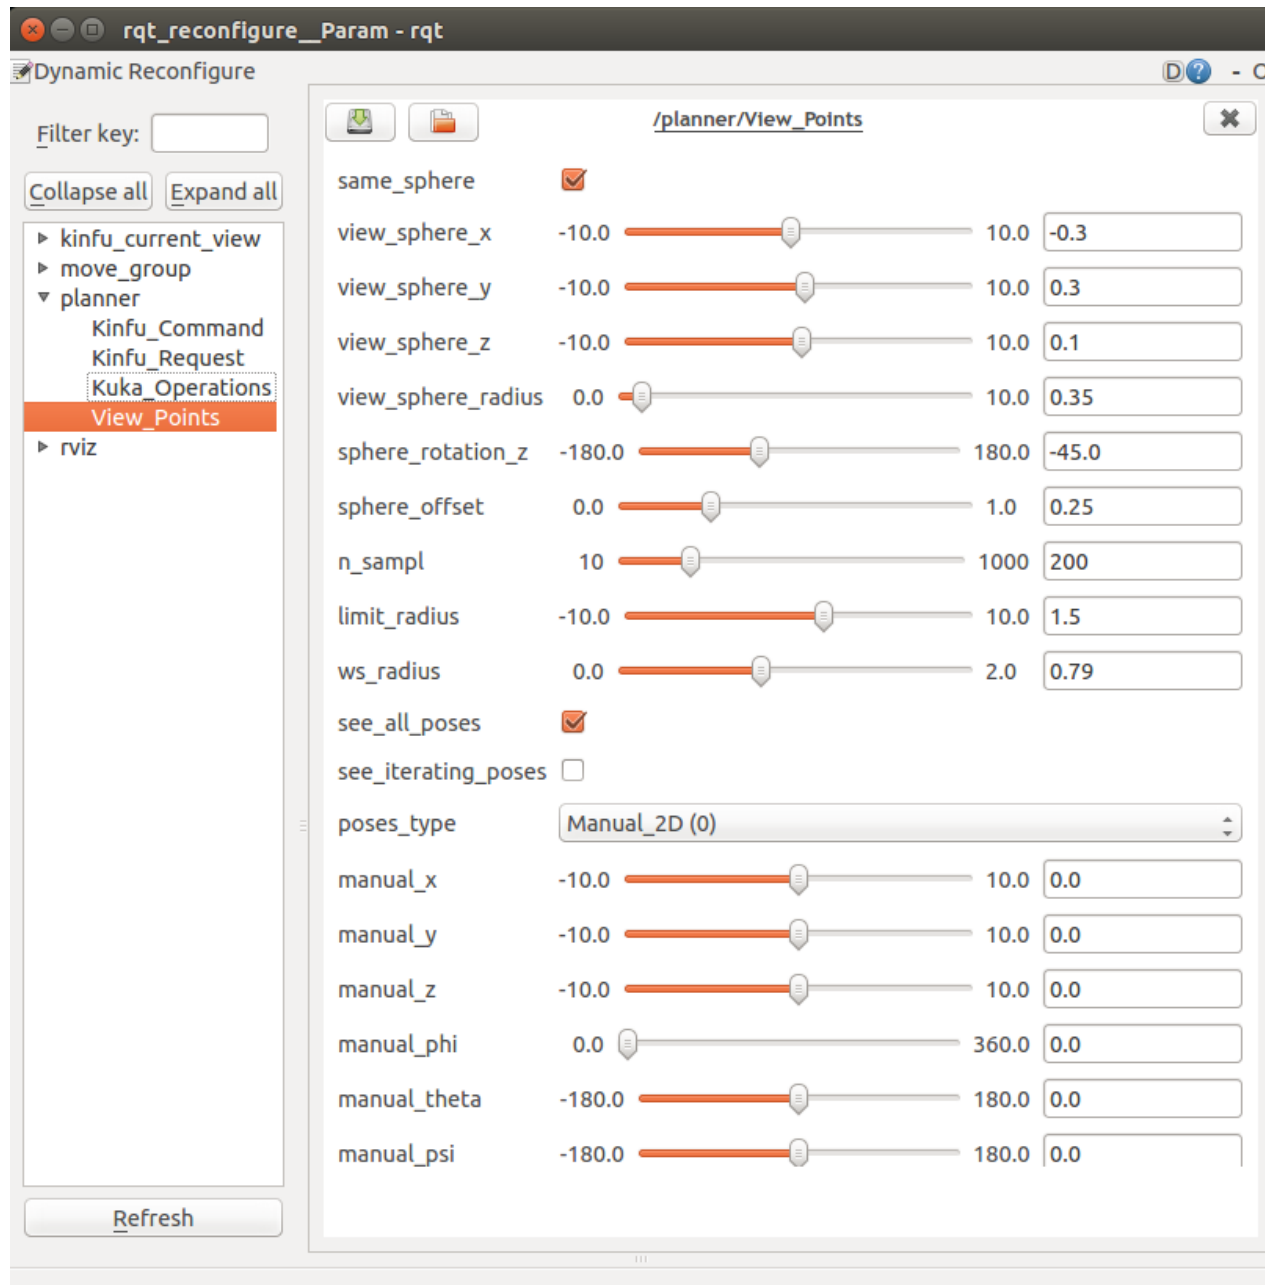 rqt_reconfigure__Param - rqt
Dynamic Reconfigure
D ? - O
Filter key:
Collapse all Expand all
kinfu_current_view
move_group
planner
Kinfu_Command
Kinfu_Request
Kuka_Operations
View_Points
rviz
Refresh
/planner/View_Points
same_sphere
view_sphere_x -10.0 10.0 -0.3
view_sphere_y -10.0 10.0 0.3
view_sphere_z -10.0 10.0 0.1
view_sphere_radius 0.0 10.0 0.35
sphere_rotation_z -180.0 180.0 -45.0
sphere_offset 0.0 1.0 0.25
n_sampl 10 1000 200
limit_radius -10.0 10.0 1.5
ws_radius 0.0 2.0 0.79
see_all_poses
see_iterating_poses
poses_type Manual_2D (0)
manual_x -10.0 10.0 0.0
manual_y -10.0 10.0 0.0
manual_z -10.0 10.0 0.0
manual_phi 0.0 360.0 0.0
manual_theta -180.0 180.0 0.0
manual_psi -180.0 180.0 0.0